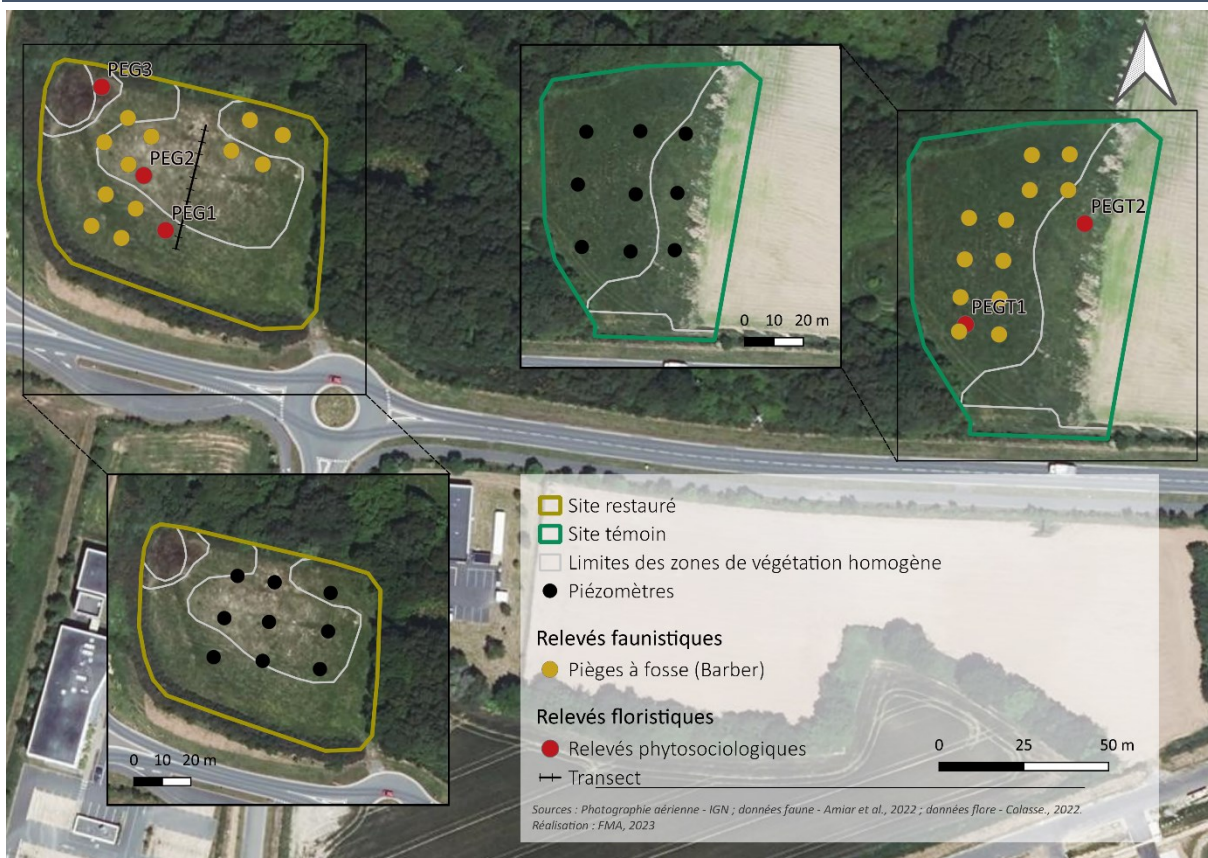 PEG3
PEG2
PEG1
0 10 20 m
PEGT2
PEGT1
0 10 20 m
Site restauré
Site témoin
Limites des zones de végétation homogène
Piézomètres
Relevés faunistiques
Pièges à fosse (Barber)
Relevés floristiques
Relevés phytosociologiques
Transect
0 25 50 m
Sources : Photographie aérienne - IGN ; données faune - Amiar et al., 2022 ; données flore - Colasse., 2022.
Réalisation : FMA, 2023